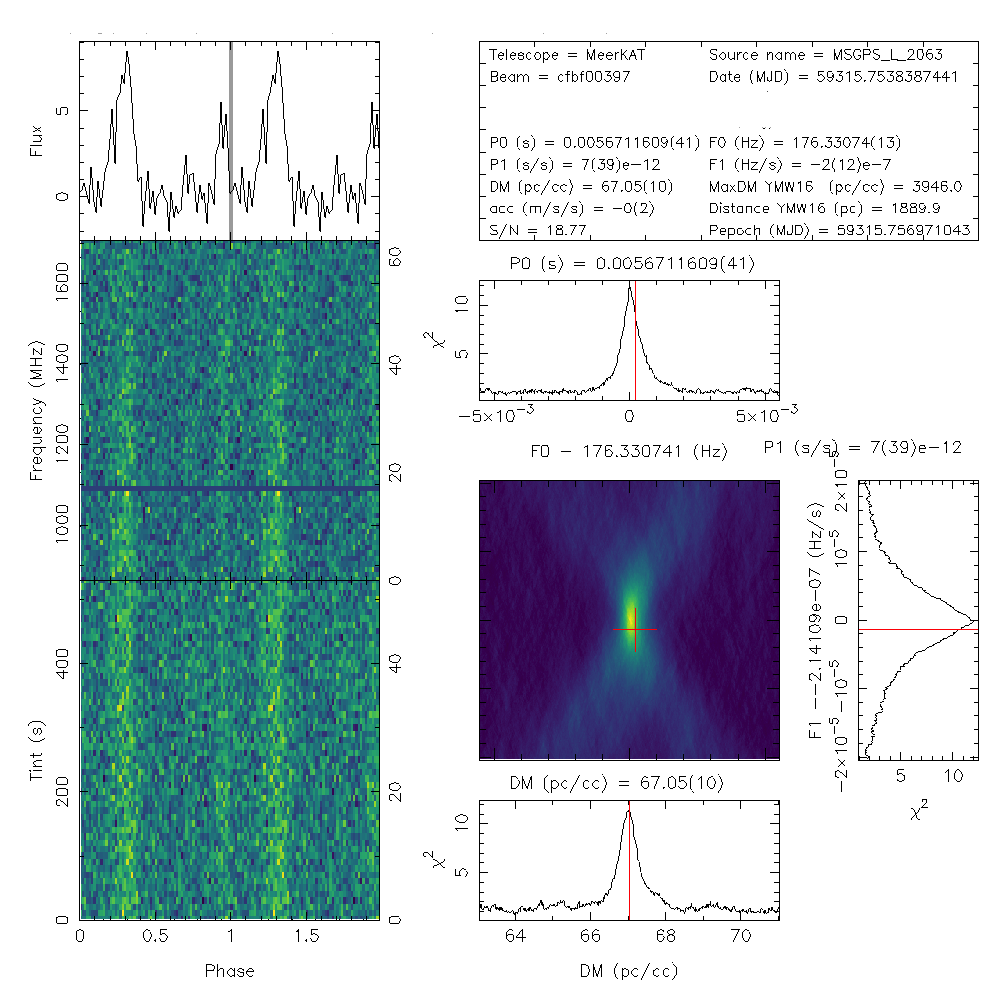 Telescope = MeerKAT
Source name = MSGPS_L_2063
Beam = cfbf00397
Date (MJD) = 59315.7538387441
P0 (s) = 0.0056711609(41)
F0 (Hz) = 176.33074(13)
P1 (s/s) = 7(39)e-12
F1 (Hz/s) = -2(12)e-7
DM (pc/cc) = 67.05(10)
MaxDM YMW16 (pc/cc) = 3946.0
acc (m/s/s) = -0(2)
Distance YMW16 (pc) = 1889.9
S/N = 18.77
Pepoch (MJD) = 59315.756971043
Flux
0
5
Frequency (MHz)
1000
1200
1400
1600
0
20
40
60
Tint (s)
0
200
400
0
20
40
0
0.5
1
1.5
Phase
P0 (s) = 0.0056711609(41)
χ²
5
10
−5×10⁻³
0
5×10⁻³
F0 − 176.330741 (Hz)
P1 (s/s) = 7(39)e−12
F1 −−2.14109e−07 (Hz/s)
−2×10⁻⁵
−10⁻⁵
0
10⁻⁵
2×10⁻⁵
5
10
χ²
DM (pc/cc) = 67.05(10)
χ²
5
10
64
66
68
70
DM (pc/cc)